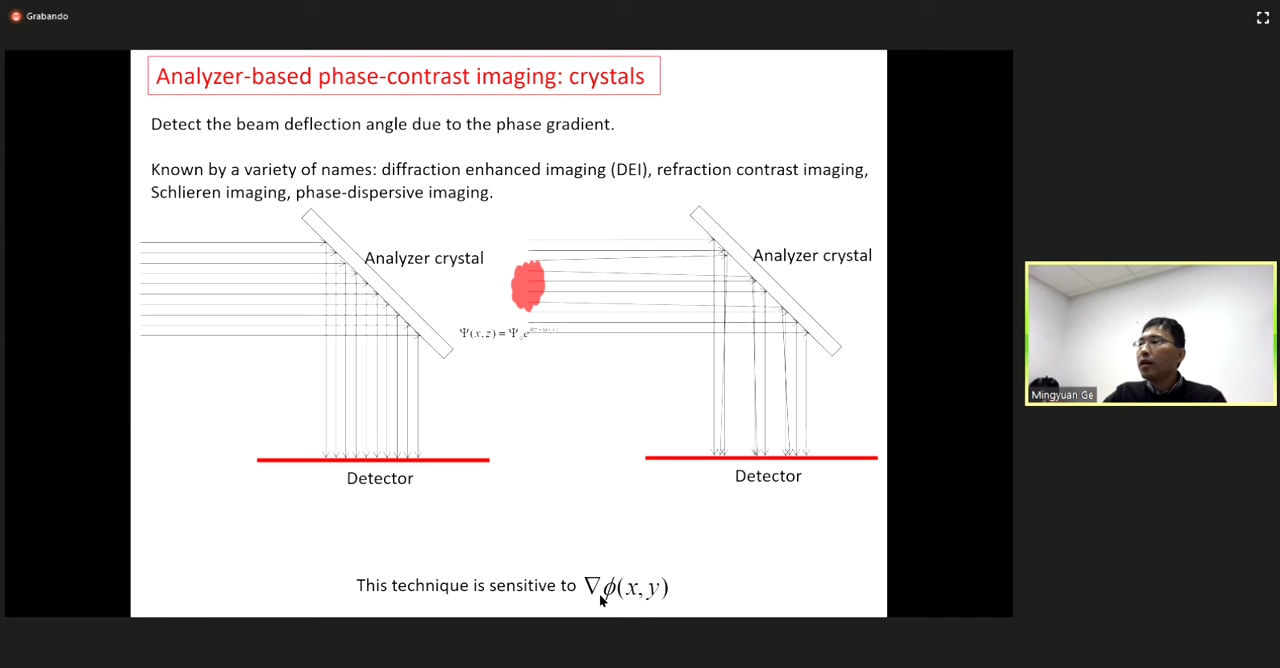 Grabando
Analyzer-based phase-contrast imaging: crystals
Detect the beam deflection angle due to the phase gradient.
Known by a variety of names: diffraction enhanced imaging (DEI), refraction contrast imaging,
Schlieren imaging, phase-dispersive imaging.
Analyzer crystal
Analyzer crystal
Ψ(x, z) = Ψ₀e
Detector
Detector
This technique is sensitive to ∇ϕ(x, y)
Mingyuan Ge